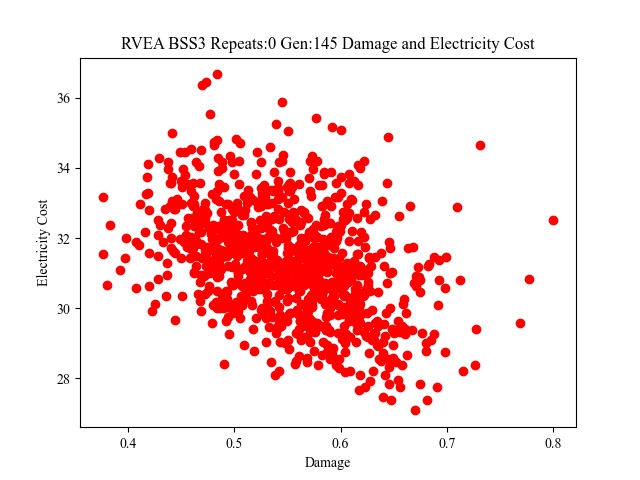 RVEA BSS3 Repeats:0 Gen:145 Damage and Electricity Cost
36
34
32
30
28
Electricity Cost
0.4 0.5 0.6 0.7 0.8
Damage